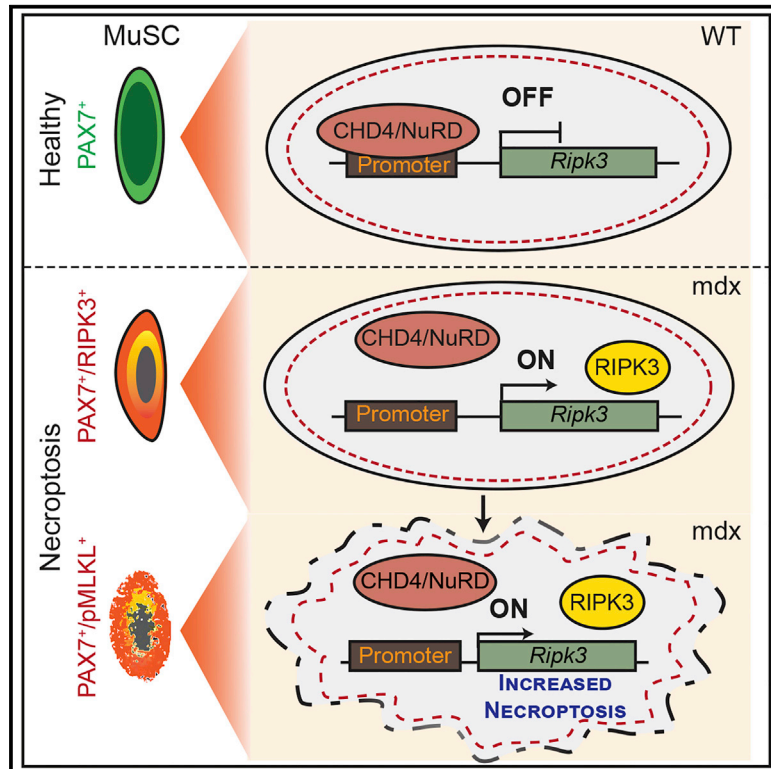 MuSC
WT
Healthy
PAX7+
OFF
CHD4/NuRD
Promoter
Ripk3
mdx
Necroptosis
PAX7+/RIPK3+
CHD4/NuRD
ON
RIPK3
Promoter
Ripk3
mdx
PAX7+/pMLKL+
CHD4/NuRD
ON
RIPK3
Promoter
Ripk3
INCREASED
NECROPTOSIS